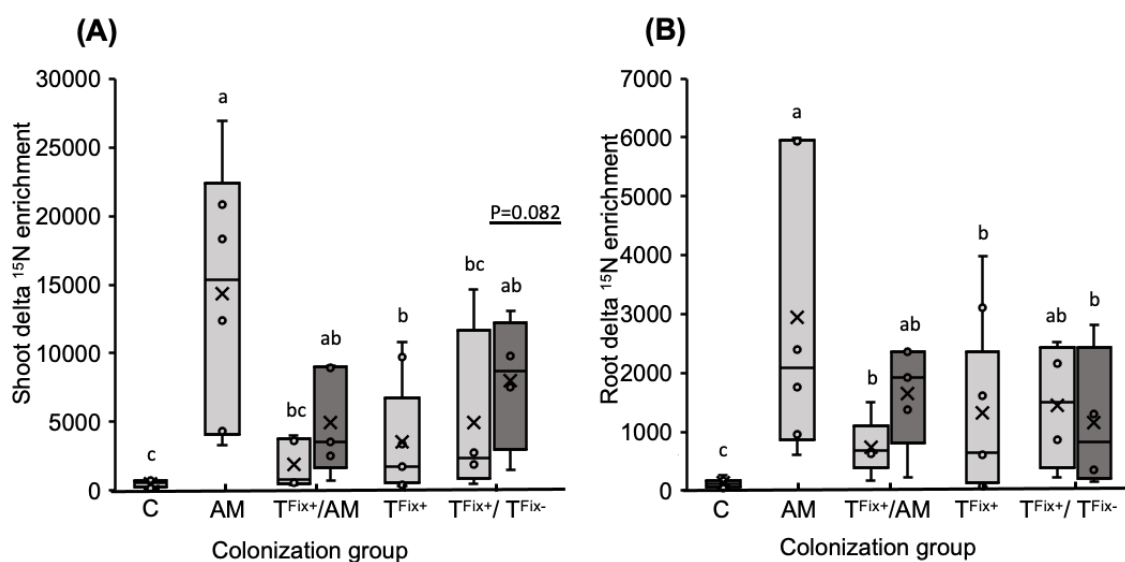 (A)
Shoot delta ¹⁵N enrichment
30000
25000
20000
15000
10000
5000
0
c
a
bc
ab
b
bc
ab
P=0.082
C AM Tᶠⁱˣ⁺/AM Tᶠⁱˣ⁺ Tᶠⁱˣ⁺/ Tᶠⁱˣ⁻
Colonization group
(B)
Root delta ¹⁵N enrichment
7000
6000
5000
4000
3000
2000
1000
0
c
a
b
ab
b
ab
b
C AM Tᶠⁱˣ⁺/AM Tᶠⁱˣ⁺ Tᶠⁱˣ⁺/ Tᶠⁱˣ⁻
Colonization group